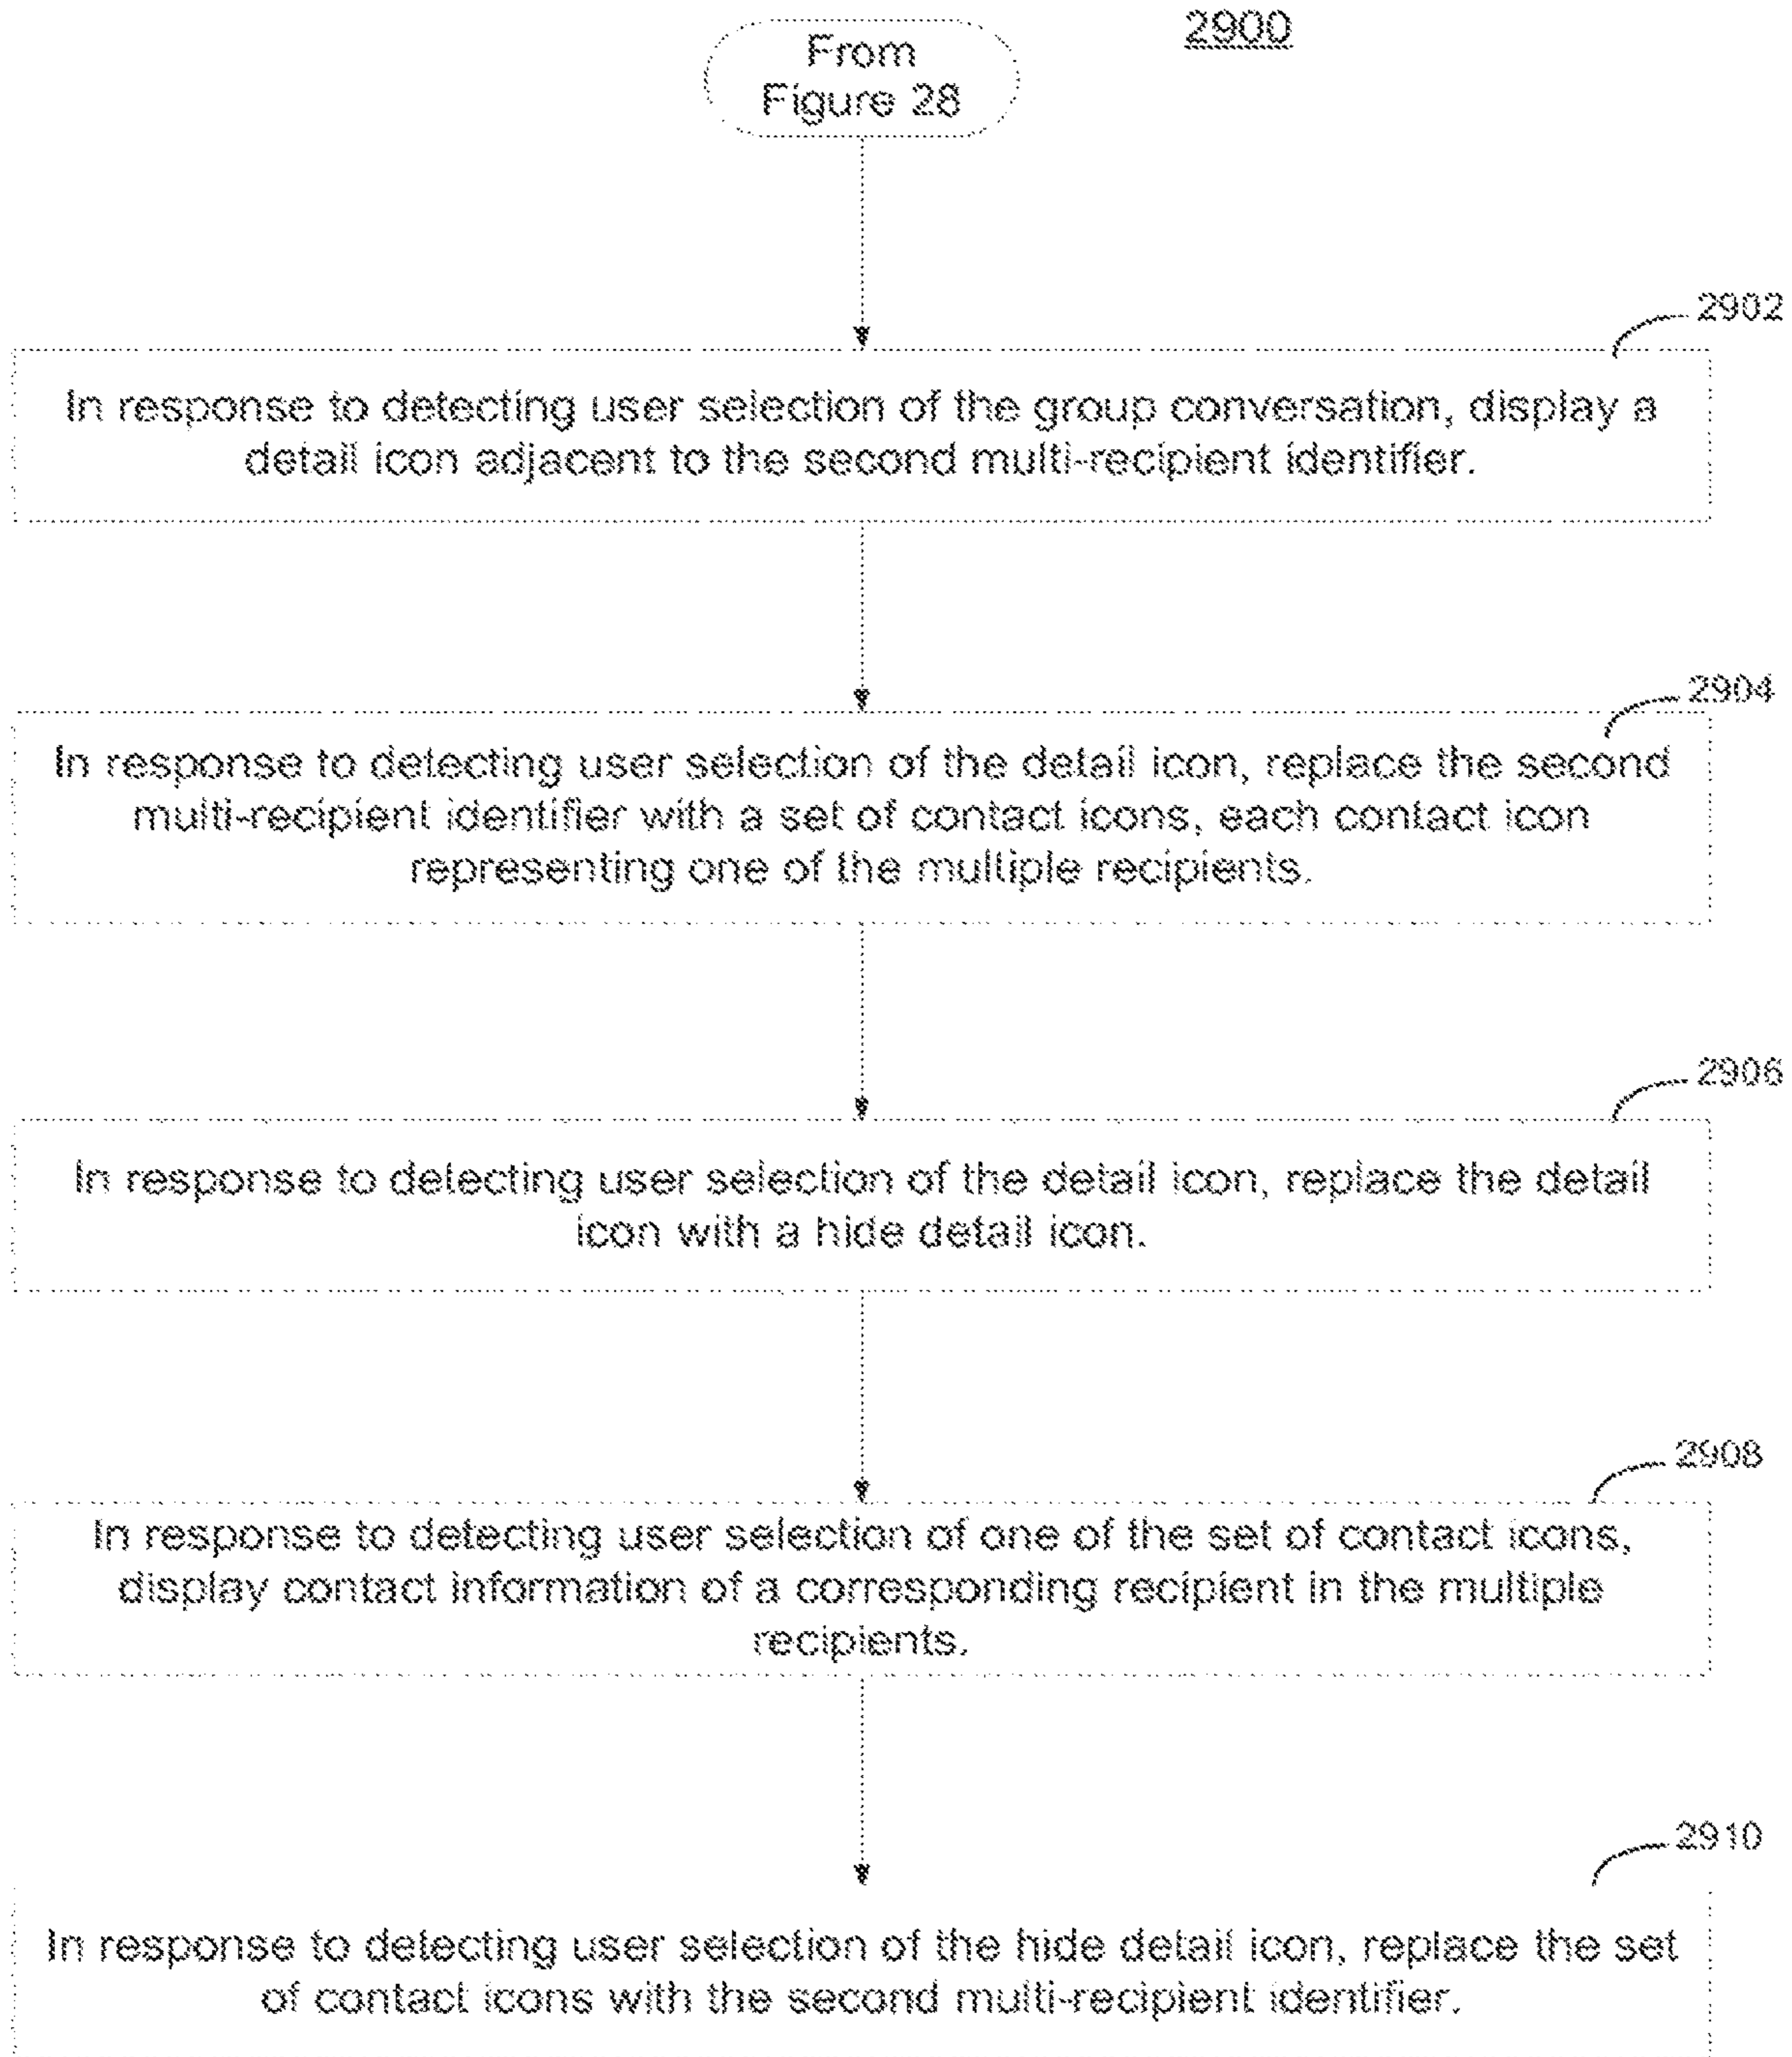 2900
From
Figure 28
2902
In response to detecting user selection of the group conversation, display a
detail icon adjacent to the second multi-recipient identifier.
2904
In response to detecting user selection of the detail icon, replace the second
multi-recipient identifier with a set of contact icons, each contact icon
representing one of the multiple recipients.
2906
In response to detecting user selection of the detail icon, replace the detail
icon with a hide detail icon.
2908
In response to detecting user selection of one of the set of contact icons,
display contact information of a corresponding recipient in the multiple
recipients.
2910
In response to detecting user selection of the hide detail icon, replace the set
of contact icons with the second multi-recipient identifier.